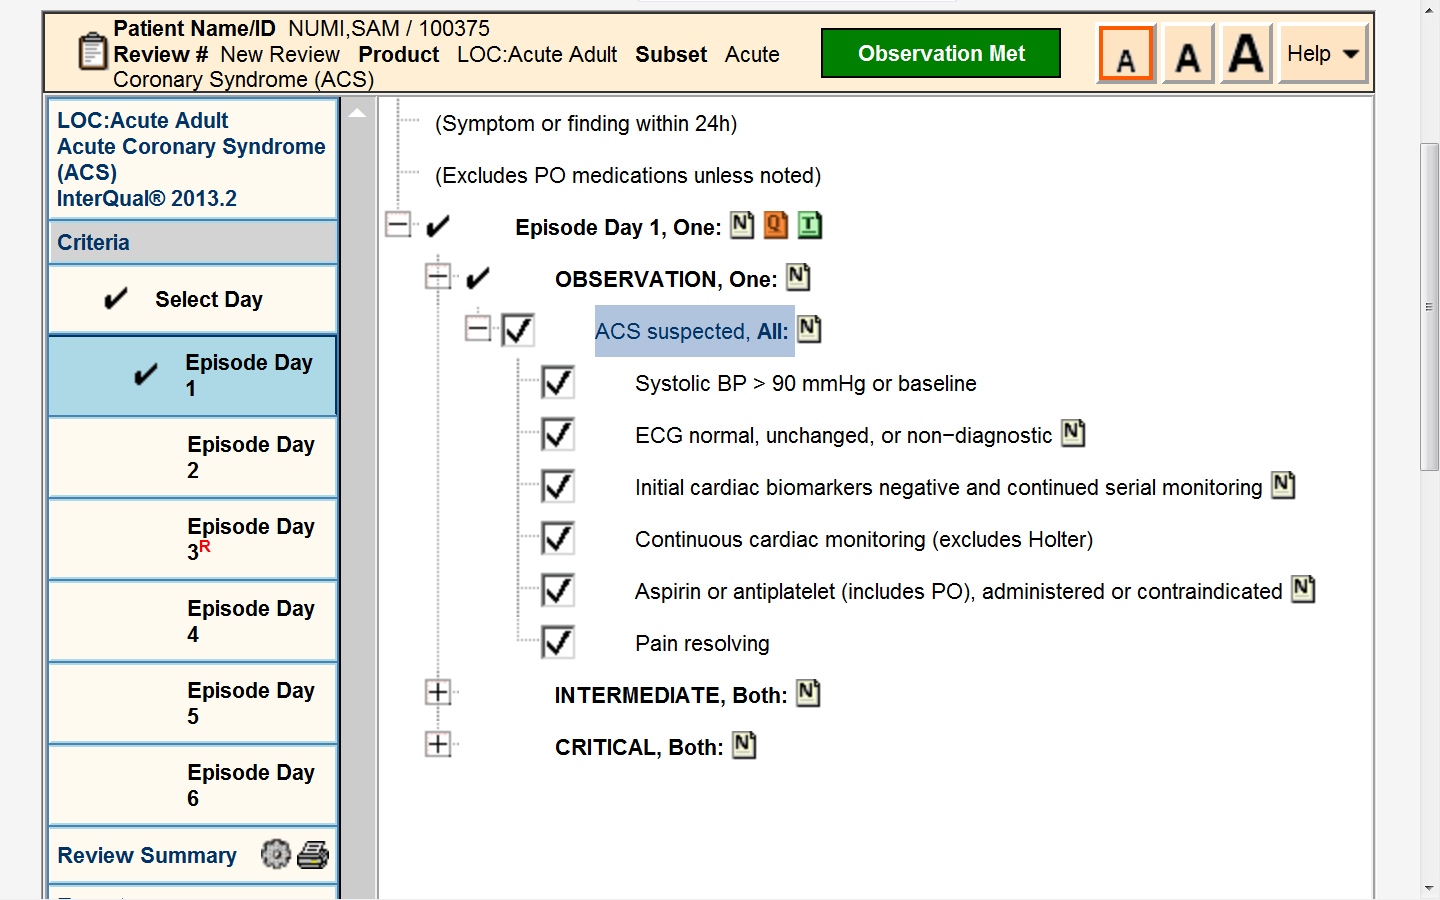 Patient Name/ID NUMI,SAM / 100375
Review # New Review Product LOC:Acute Adult Subset Acute
Coronary Syndrome (ACS)
Observation Met
A A A
Help
LOC:Acute Adult
Acute Coronary Syndrome
(ACS)
InterQual® 2013.2
Criteria
Select Day
Episode Day
1
Episode Day
2
Episode Day
3R
Episode Day
4
Episode Day
5
Episode Day
6
Review Summary
(Symptom or finding within 24h)
(Excludes PO medications unless noted)
Episode Day 1, One: N Q T
OBSERVATION, One: N
ACS suspected, All: N
Systolic BP > 90 mmHg or baseline
ECG normal, unchanged, or non−diagnostic N
Initial cardiac biomarkers negative and continued serial monitoring N
Continuous cardiac monitoring (excludes Holter)
Aspirin or antiplatelet (includes PO), administered or contraindicated N
Pain resolving
INTERMEDIATE, Both: N
CRITICAL, Both: N